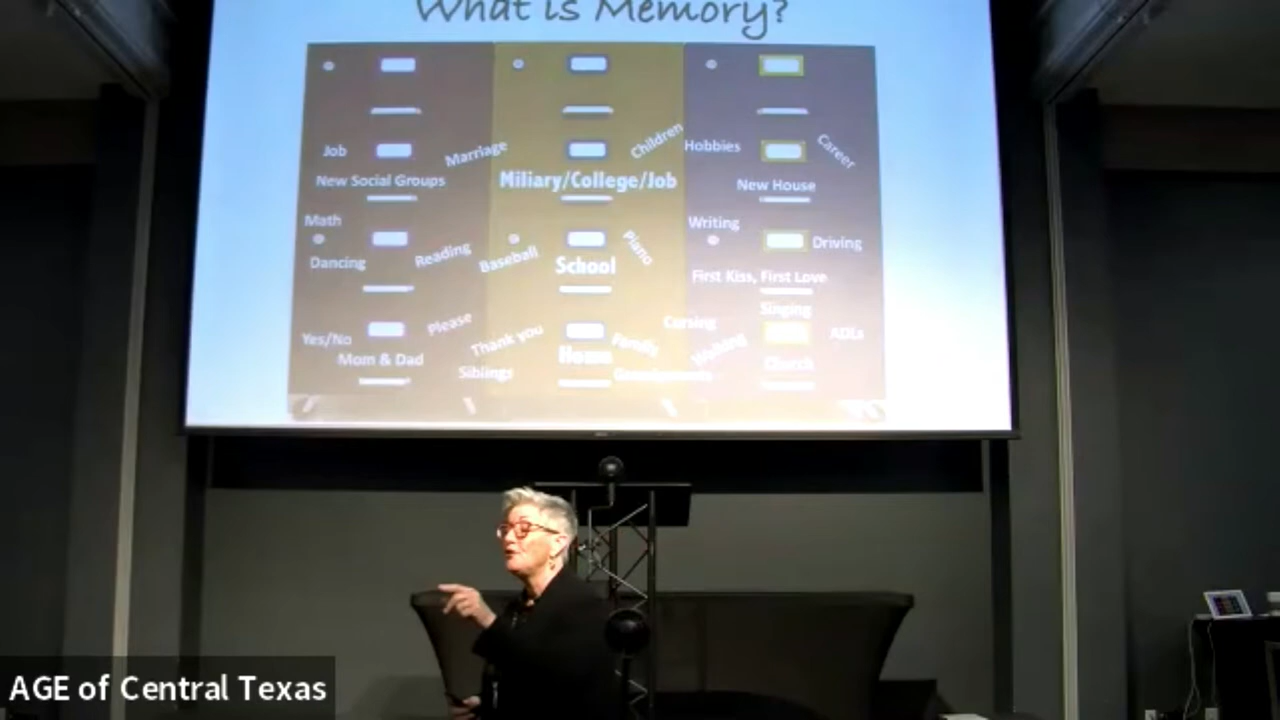 What is Memory?
Children
Job Marriage Hobbies Career
New Social Groups Miliary/College/Job New House
Math Writing
Dancing Reading Baseball Piano Driving
School First Kiss, First Love
Singing
Yes/No Please Thank you Family Cursing Walking ADLs
Mom & Dad Home Church
Siblings
AGE of Central Texas